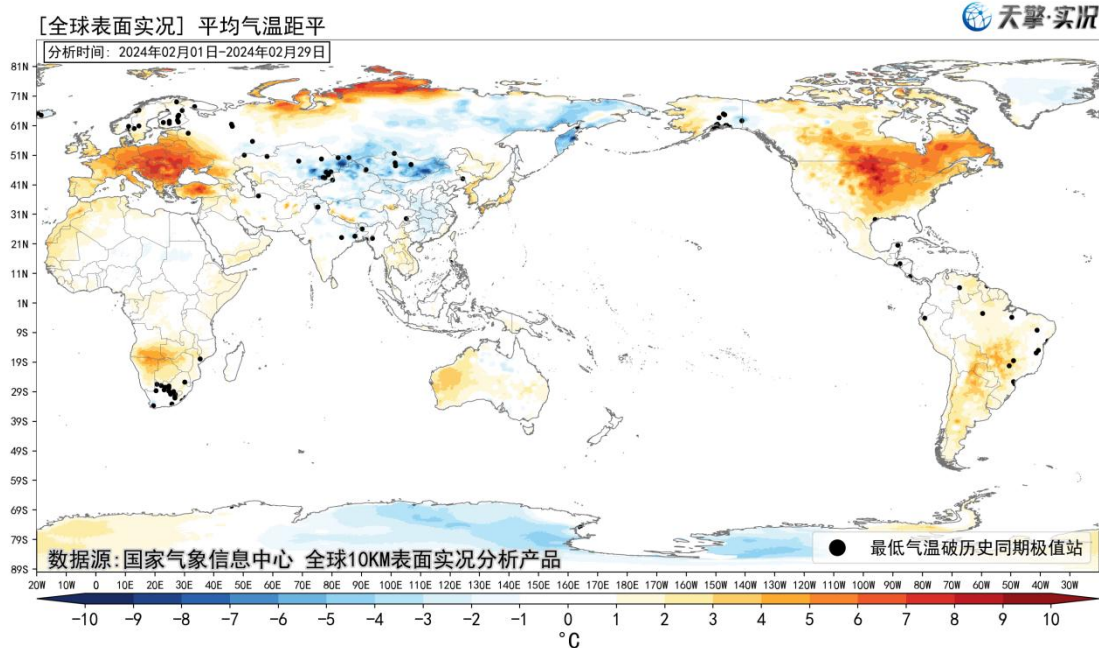 天擎·实况
[全球表面实况] 平均气温距平
分析时间: 2024年02月01日-2024年02月29日
81N
71N
61N
51N
41N
31N
21N
11N
1N
9S
19S
29S
39S
49S
59S
69S
79S
89S
数据源:国家气象信息中心 全球10KM表面实况分析产品
最低气温破历史同期极值站
20W 10W 0 10E 20E 30E 40E 50E 60E 70E 80E 90E 100E 110E 120E 130E 140E 150E 160E 170E 180E 170W 160W 150W 140W 130W 120W 110W 100W 90W 80W 70W 60W 50W 40W 30W
-10 -9 -8 -7 -6 -5 -4 -3 -2 -1 0 1 2 3 4 5 6 7 8 9 10
°C